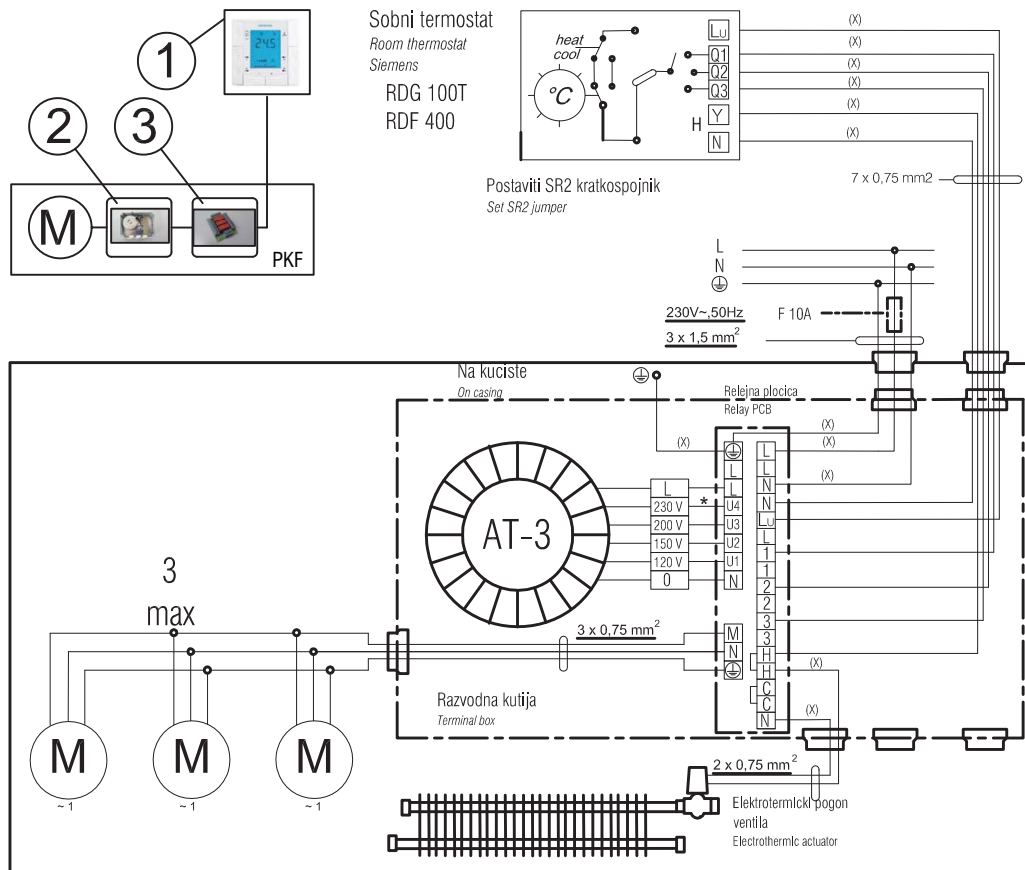 1
SIEMENS
24.5
2
3
M
PKF
Sobni termostat
Room thermostat
Siemens
RDG 100T
RDF 400
heat
cool
°C
H
Lu
Q1
Q2
Q3
Y
N
(X)
(X)
(X)
(X)
(X)
(X)
Postaviti SR2 kratkospojnik
Set SR2 jumper
7 x 0,75 mm2
L
N
230V~,50Hz
F 10A
3 x 1,5 mm²
Na kuciste
On casing
Relejna plocica
Relay PCB
(X)
(X)
(X)
(X)
AT-3
L
230 V
200 V
150 V
120 V
0
*
L
L
U4
U3
U2
U1
N
M
N
L
L
N
N
Lu
L
1
1
2
2
3
3
H
H
C
C
N
3
max
3 x 0,75 mm²
(X)
(X)
Razvodna kutija
Terminal box
M
~ 1
M
~ 1
M
~ 1
2 x 0,75 mm²
ElektrotermIckI pogon
ventila
ElectrothermIc actuator